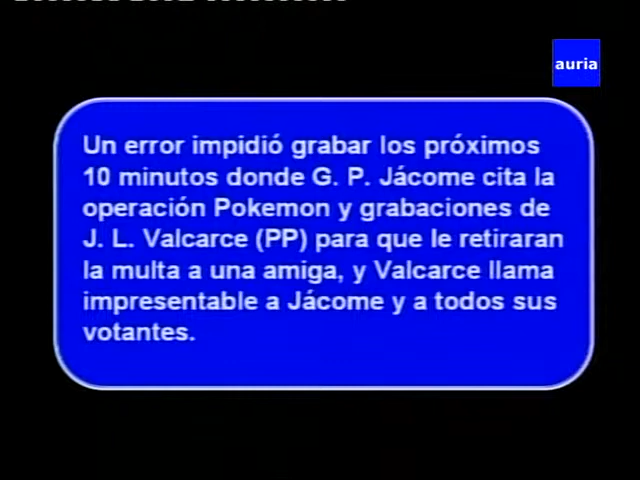 auria
Un error impidió grabar los próximos
10 minutos donde G. P. Jácome cita la
operación Pokemon y grabaciones de
J. L. Valcarce (PP) para que le retiraran
la multa a una amiga, y Valcarce llama
impresentable a Jácome y a todos sus
votantes.